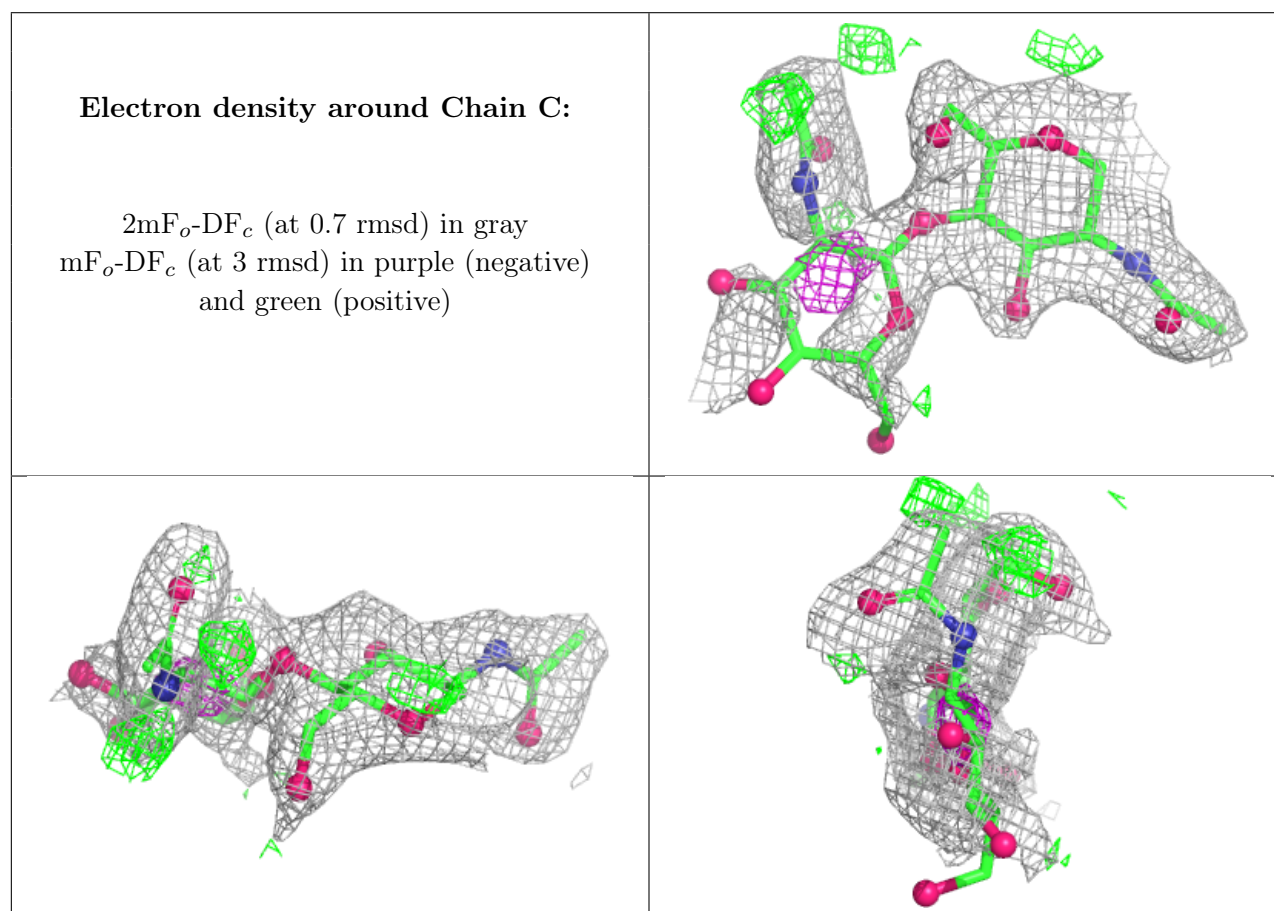 Electron density around Chain C:
2mFₒ-DF𝒸 (at 0.7 rmsd) in gray
mFₒ-DF𝒸 (at 3 rmsd) in purple (negative)
and green (positive)